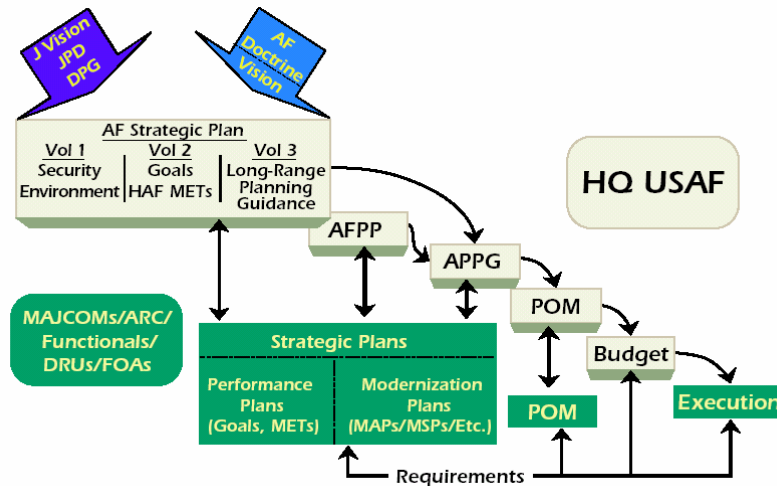 J Vision
JPD
DPG
AF
Doctrine
Vision
AF Strategic Plan
Vol 1
Security
Environment
Vol 2
Goals
HAF METs
Vol 3
Long-Range
Planning
Guidance
HQ USAF
AFPP
APPG
POM
Budget
Execution
MAJCOMs/ARC/
Functionals/
DRUs/FOAs
Strategic Plans
Performance
Plans
(Goals, METs)
Modernization
Plans
(MAPs/MSPs/Etc.)
POM
Requirements